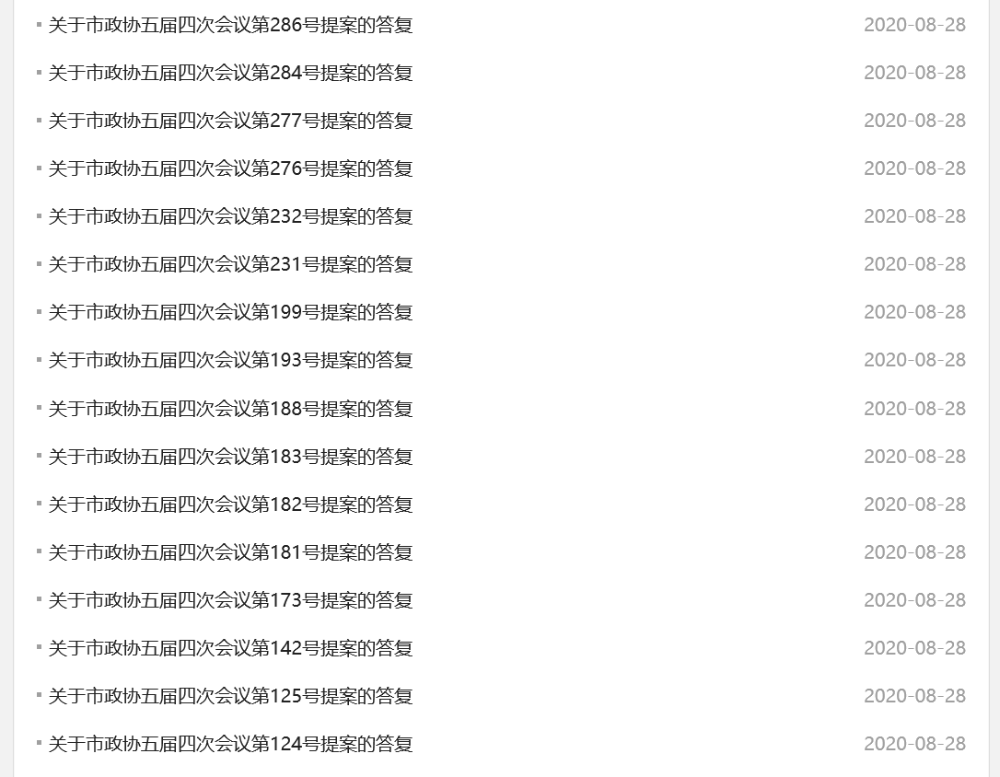 关于市政协五届四次会议第286号提案的答复 2020-08-28
关于市政协五届四次会议第284号提案的答复 2020-08-28
关于市政协五届四次会议第277号提案的答复 2020-08-28
关于市政协五届四次会议第276号提案的答复 2020-08-28
关于市政协五届四次会议第232号提案的答复 2020-08-28
关于市政协五届四次会议第231号提案的答复 2020-08-28
关于市政协五届四次会议第199号提案的答复 2020-08-28
关于市政协五届四次会议第193号提案的答复 2020-08-28
关于市政协五届四次会议第188号提案的答复 2020-08-28
关于市政协五届四次会议第183号提案的答复 2020-08-28
关于市政协五届四次会议第182号提案的答复 2020-08-28
关于市政协五届四次会议第181号提案的答复 2020-08-28
关于市政协五届四次会议第173号提案的答复 2020-08-28
关于市政协五届四次会议第142号提案的答复 2020-08-28
关于市政协五届四次会议第125号提案的答复 2020-08-28
关于市政协五届四次会议第124号提案的答复 2020-08-28